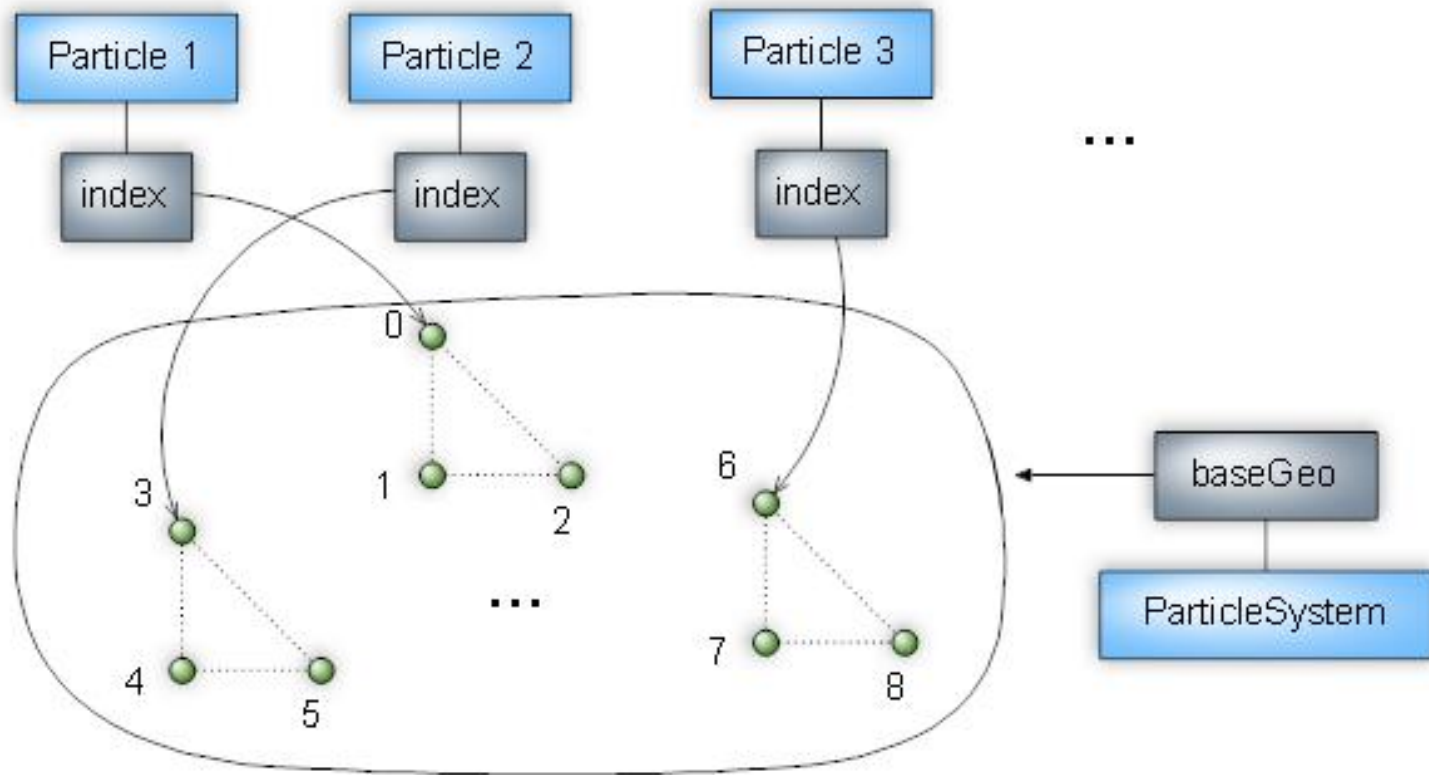 Particle 1
Particle 2
Particle 3
index
index
index
...
0
1
2
3
4
5
6
7
8
...
baseGeo
ParticleSystem